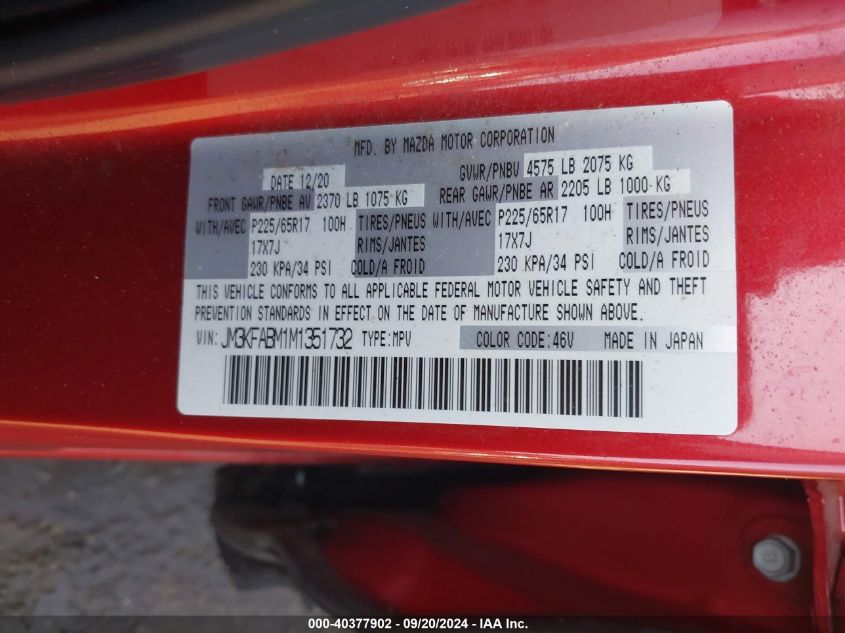 MFD. BY MAZDA MOTOR CORPORATION
DATE 12/20 GVWR/PNBV 4575 LB 2075 KG
FRONT GAWR/PNBE AV 2370 LB 1075 KG REAR GAWR/PNBE AR 2205 LB 1000 KG
WITH/AVEC P225/65R17 100H TIRES/PNEUS WITH/AVEC P225/65R17 100H TIRES/PNEUS
17X7J RIMS/JANTES 17X7J RIMS/JANTES
230 KPA/34 PSI COLD/A FROID 230 KPA/34 PSI COLD/A FROID
THIS VEHICLE CONFORMS TO ALL APPLICABLE FEDERAL MOTOR VEHICLE SAFETY AND THEFT
PREVENTION STANDARDS IN EFFECT ON THE DATE OF MANUFACTURE SHOWN ABOVE.
VIN: JM3KFABM1M1351732 TYPE:MPV COLOR CODE:46V MADE IN JAPAN
000-40377902 - 09/20/2024 - IAA Inc.